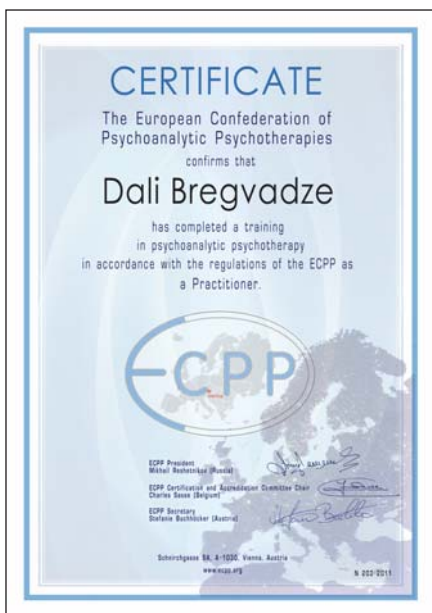 CERTIFICATE
The European Confederation of
Psychoanalytic Psychotherapies
confirms that
Dali Bregvadze
has completed a training
in psychoanalytic psychotherapy
in accordance with the regulations of the ECPP as
a Practitioner.
ECPP
ECPP President
Mikhail Reshetnikov (Russia)
ECPP Certification and Accreditation Committee Chair
Charles Sasse (Belgium)
ECPP Secretary
Stefanie Buchhöcker (Austria)
Schnirchgasse 9A, A-1030, Vienna, Austria
www.ecpp.org
N 202-2011